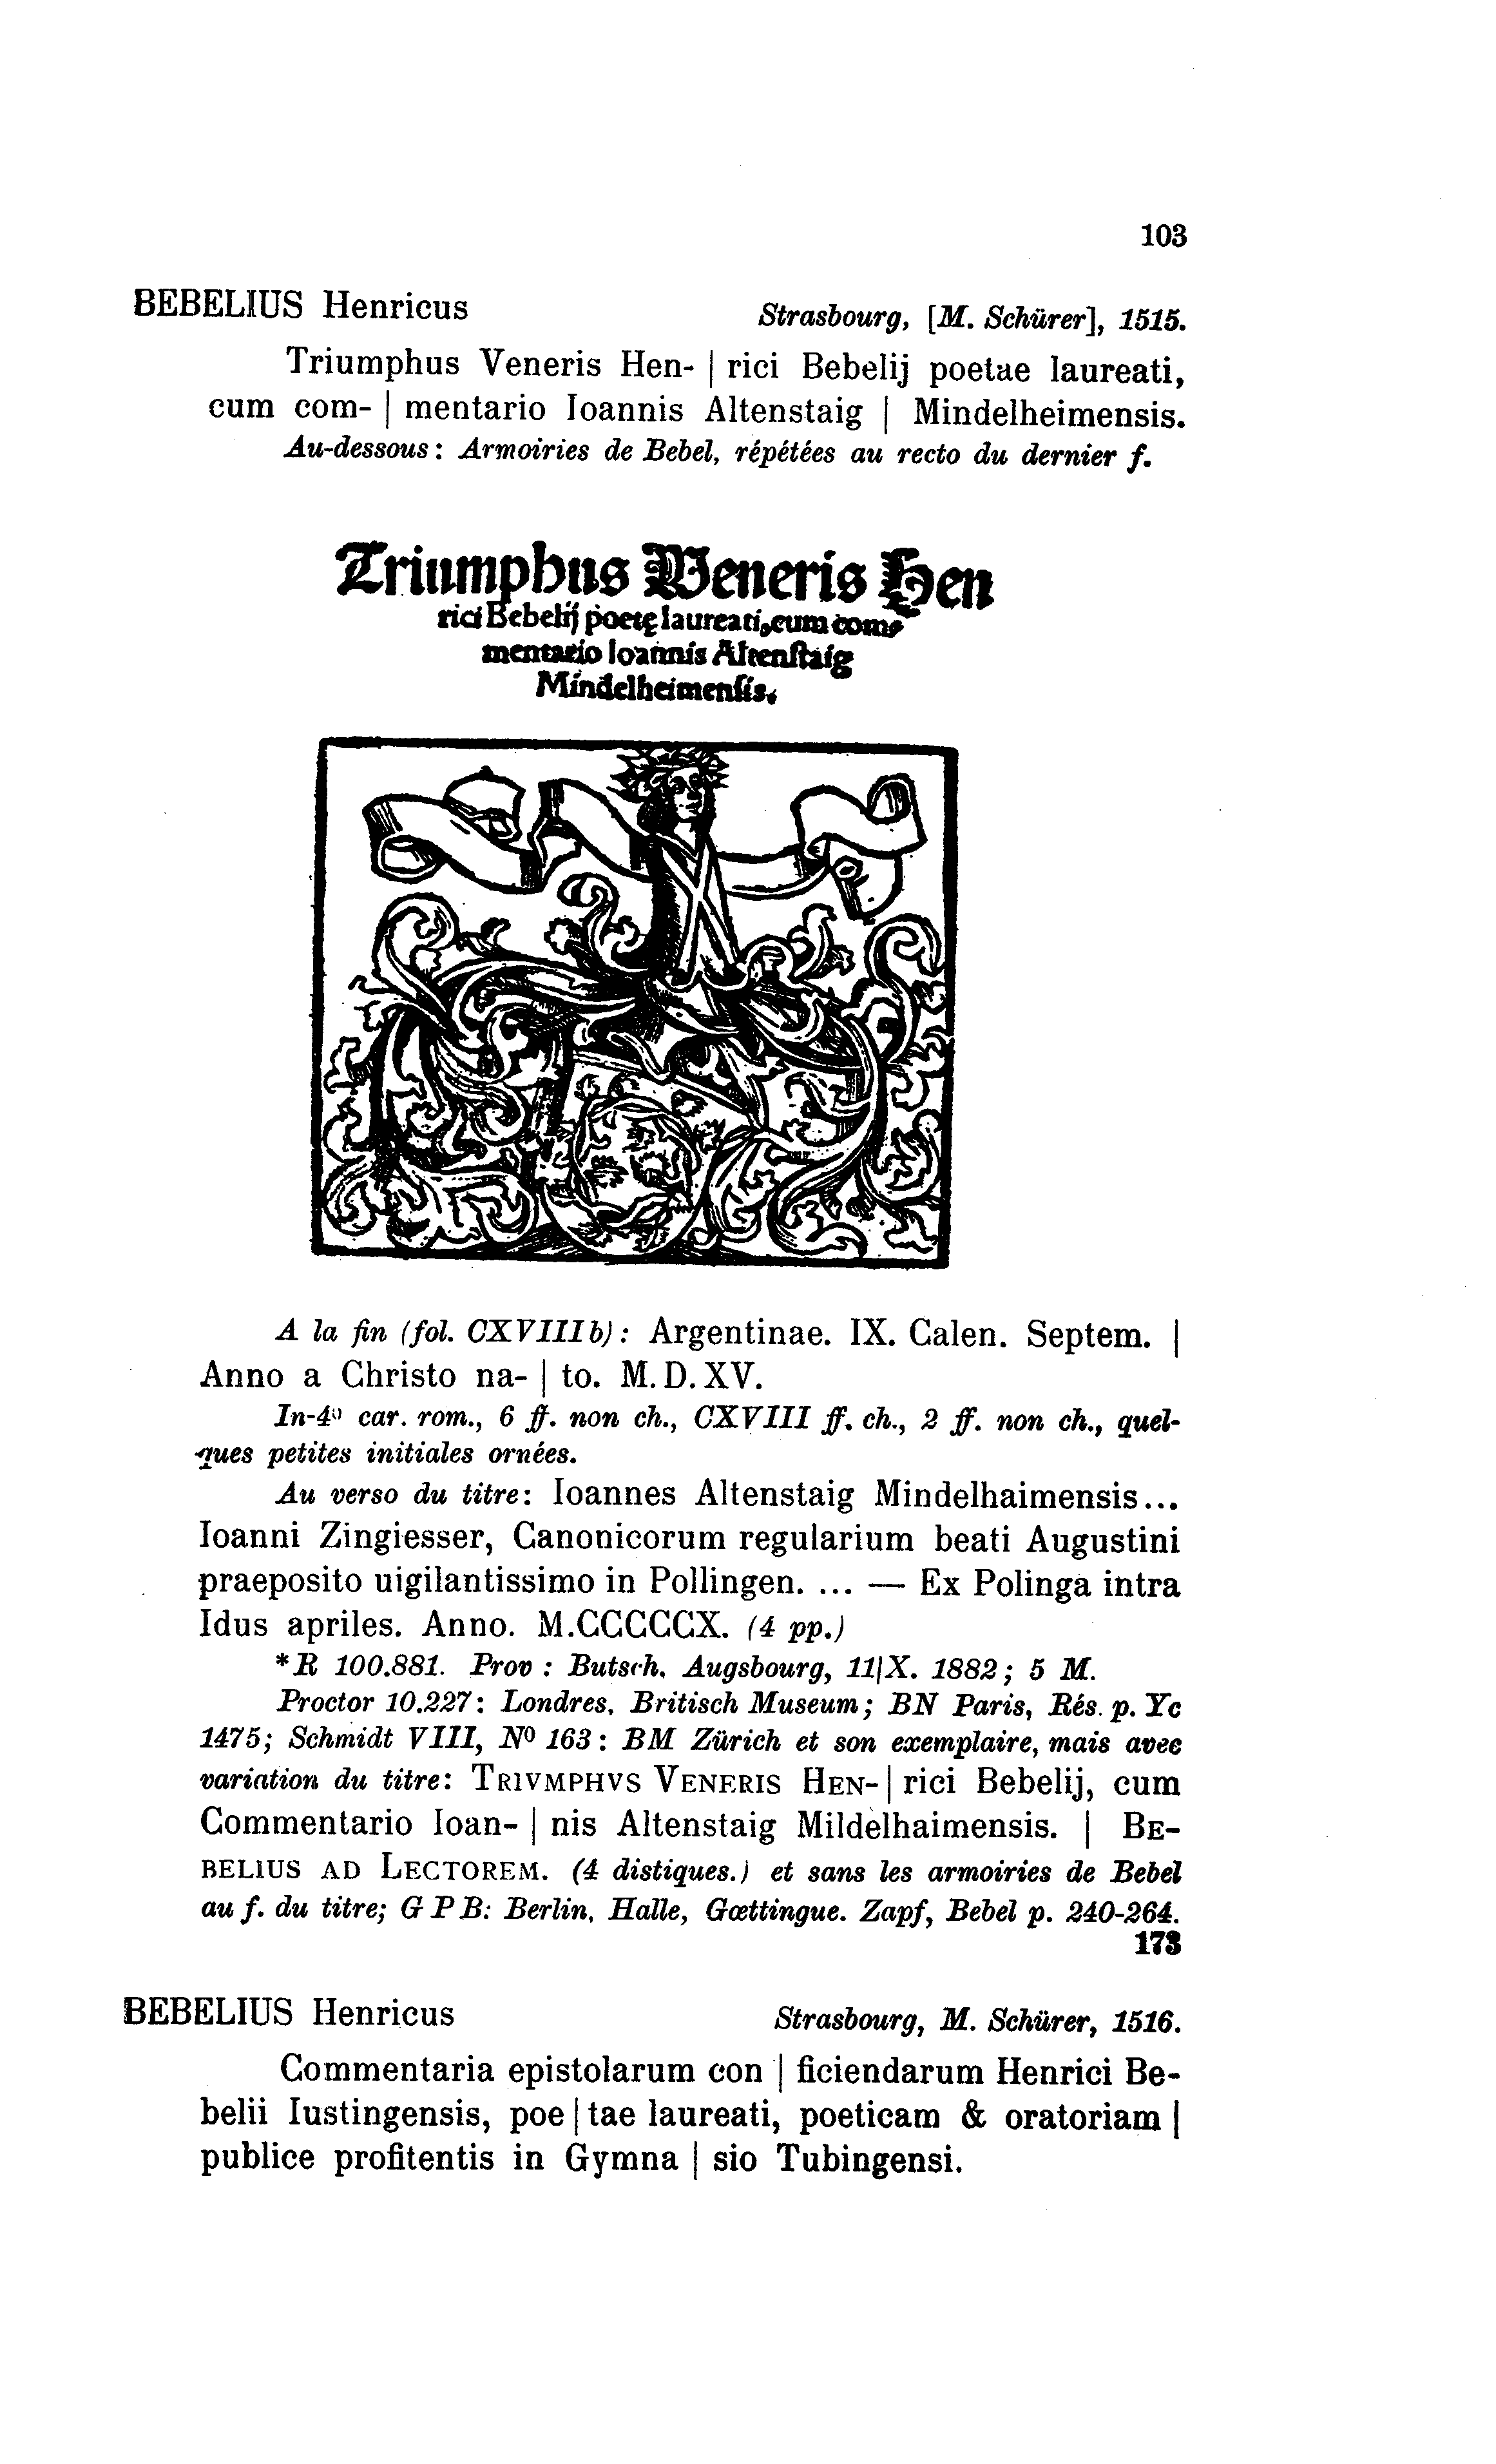 103
BEBELIUS Henricus Strasbourg, [M. Schürer], 1515.
Triumphus Veneris Hen- | rici Bebelij poetae laureati,
cum com- | mentario Ioannis Altenstaig | Mindelheimensis.
Au-dessous : Armoiries de Bebel, répétées au recto du dernier f.
Triumphus Veneris Hen
rici Bebelij poetę laureati, cum com⸗
mentario Ioannis Altenſtaig
Mindelheimenſis.
A la fin (fol. CXVIII b) : Argentinae. IX. Calen. Septem. |
Anno a Christo na- | to. M. D. XV.
In-4º car. rom., 6 ff. non ch., CXVIII ff. ch., 2 ff. non ch., quel-
ques petites initiales ornées.
Au verso du titre: Ioannes Altenstaig Mindelhaimensis...
Ioanni Zingiesser, Canonicorum regularium beati Augustini
praeposito uigilantissimo in Pollingen. ... — Ex Polinga intra
Idus apriles. Anno. M.CCCCCX. (4 pp.)
*R 100.881. Prov : Butsch, Augsbourg, 11|X. 1882 ; 5 M.
Proctor 10.227 : Londres, Britisch Museum ; BN Paris, Rés. p. Yc
1475; Schmidt VIII, Nº 163 : BM Zürich et son exemplaire, mais avec
variation du titre: TRIVMPHVS VENERIS HEN- | rici Bebelij, cum
Commentario Ioan- | nis Altenstaig Mildelhaimensis. | BE-
BELIUS AD LECTOREM. (4 distiques.) et sans les armoiries de Bebel
au f. du titre; G P B: Berlin, Halle, Gœttingue. Zapf, Bebel p. 240-264.
173
BEBELIUS Henricus Strasbourg, M. Schürer, 1516.
Commentaria epistolarum con | ficiendarum Henrici Be-
belii Iustingensis, poe | tae laureati, poeticam & oratoriam |
publice profitentis in Gymna | sio Tubingensi.